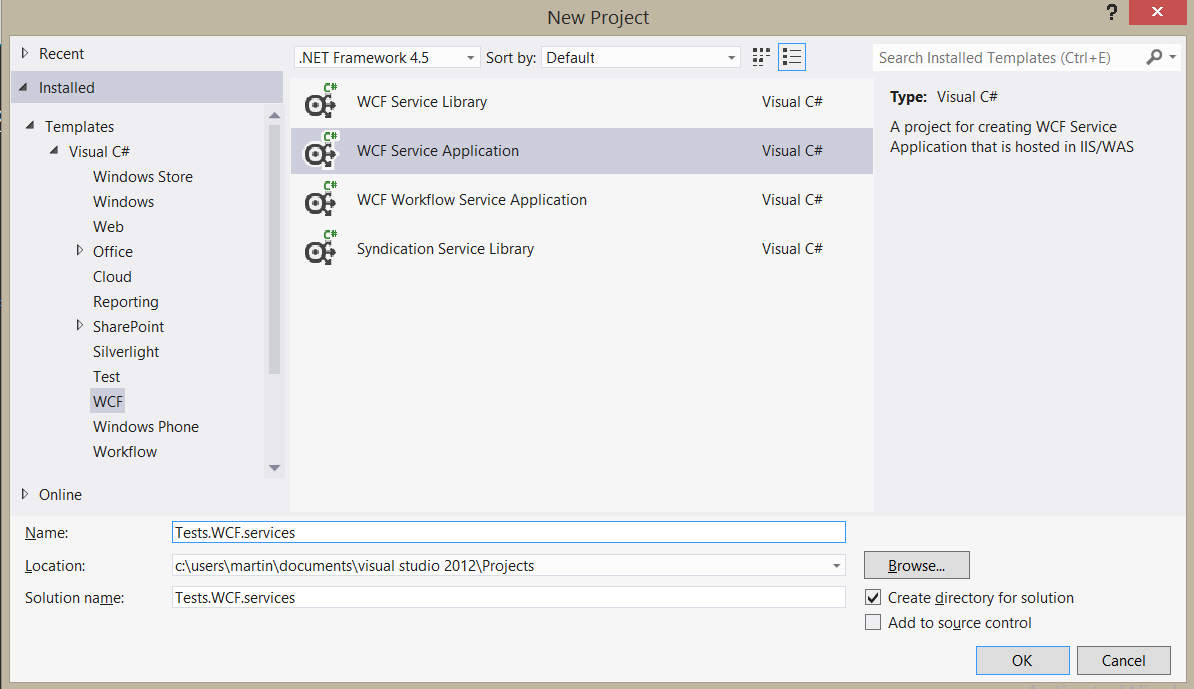 New Project
?
Recent
Installed
Templates
Visual C#
Windows Store
Windows
Web
Office
Cloud
Reporting
SharePoint
Silverlight
Test
WCF
Windows Phone
Workflow
Online
.NET Framework 4.5 Sort by: Default
C# WCF Service Library Visual C#
C# WCF Service Application Visual C#
C# WCF Workflow Service Application Visual C#
C# Syndication Service Library Visual C#
Search Installed Templates (Ctrl+E)
Type: Visual C#
A project for creating WCF Service
Application that is hosted in IIS/WAS
Name: Tests.WCF.services
Location: c:\users\martin\documents\visual studio 2012\Projects
Browse...
Solution name: Tests.WCF.services
Create directory for solution
Add to source control
OK Cancel